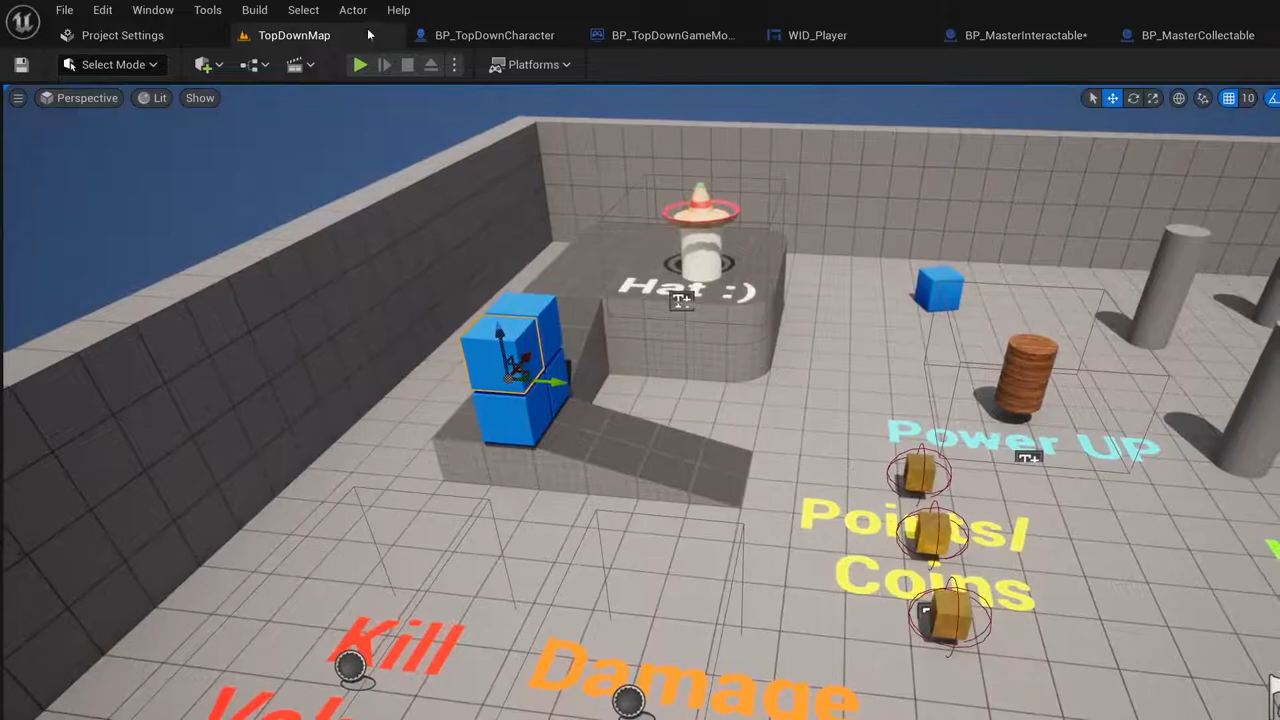 File Edit Window Tools Build Select Actor Help
Project Settings TopDownMap BP_TopDownCharacter BP_TopDownGameMo... WID_Player BP_MasterInteractable* BP_MasterCollectable
Select Mode Platforms
Perspective Lit Show 10
Hat :)
Power UP
Points/
Coins
Kill
Damage